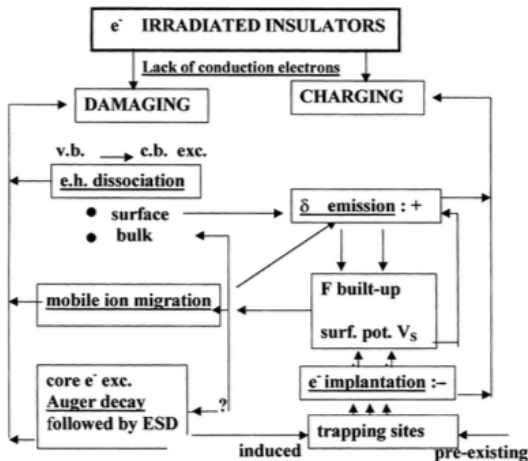 e⁻ IRRADIATED INSULATORS
Lack of conduction electrons
DAMAGING
CHARGING
v.b. → c.b. exc.
e.h. dissociation
● surface
● bulk
δ emission : +
mobile ion migration
F built-up
surf. pot. Vₛ
e⁻ implantation :–
core e⁻ exc.
Auger decay
followed by ESD
?
trapping sites
induced
pre-existing